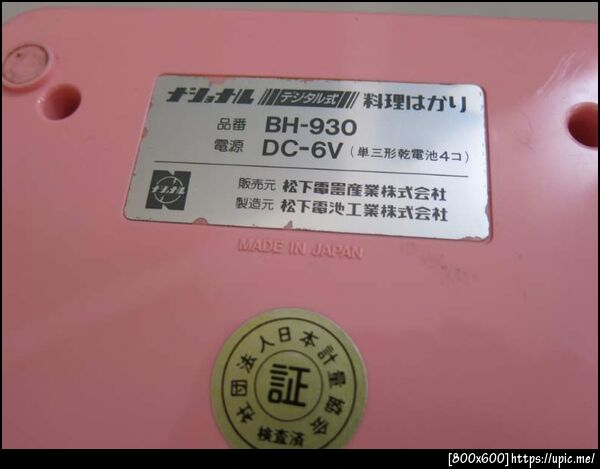 ナショナル デジタル式 料理はかり
品番 BH-930
電源 DC-6V (単三形乾電池4コ)
ナショナル
販売元 松下電器産業株式会社
製造元 松下電池工業株式会社
MADE IN JAPAN
社団法人日本計量協会
証
検査済
[800x600]https://upic.me/